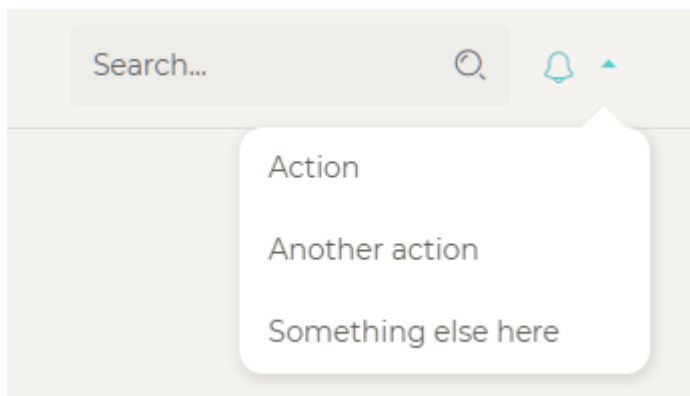 Search...
Action
Another action
Something else here